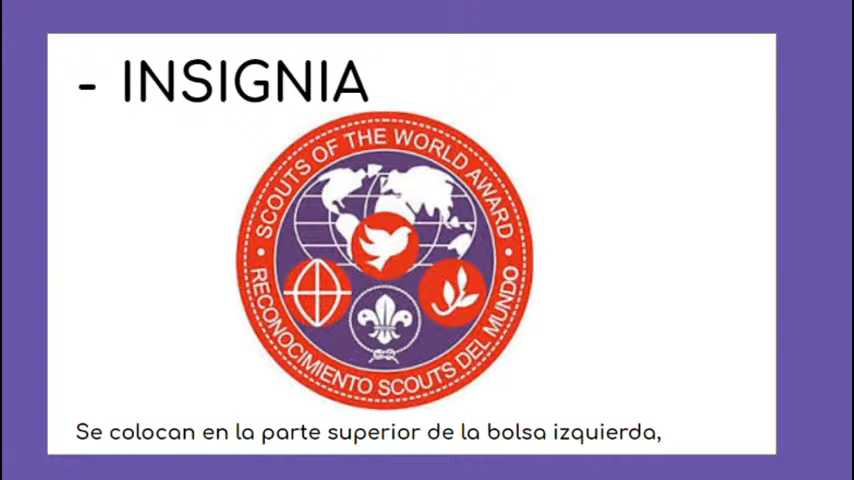 - INSIGNIA
• SCOUTS OF THE WORLD AWARD •
RECONOCIMIENTO SCOUTS DEL MUNDO
Se colocan en la parte superior de la bolsa izquierda,